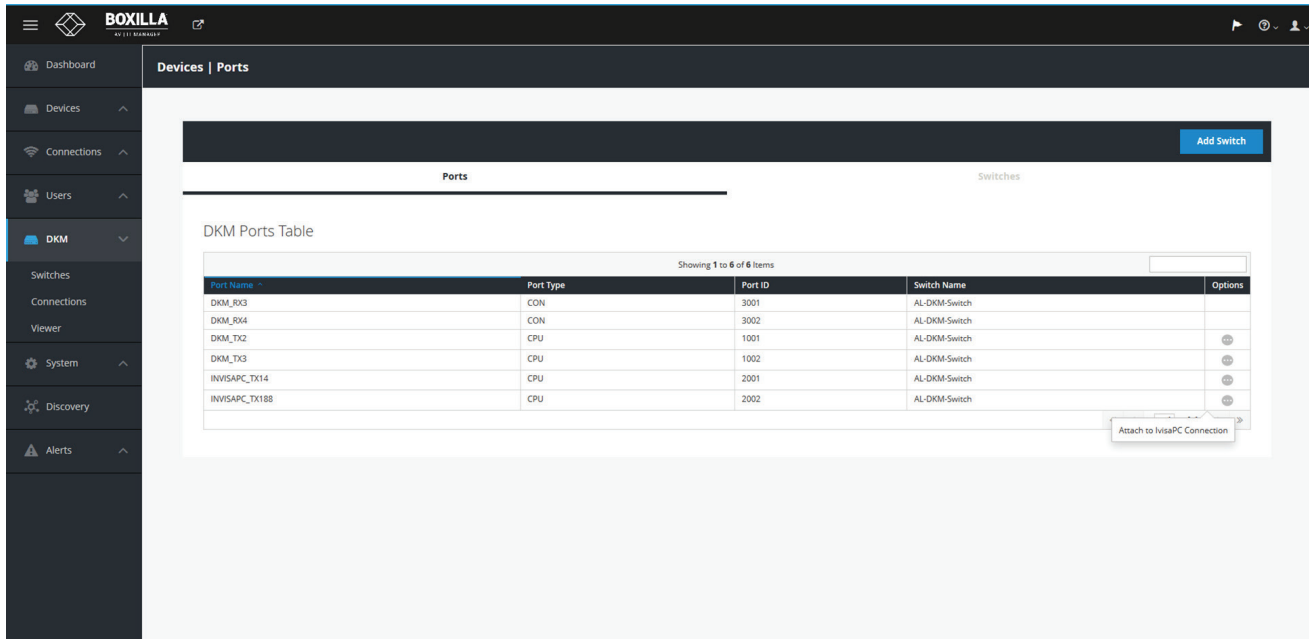 BOXILLA
AV | IT MANAGER
Dashboard
Devices | Ports
Devices
Connections
Add Switch
Ports
Switches
Users
DKM
DKM Ports Table
Showing 1 to 6 of 6 Items
Port Name Port Type Port ID Switch Name Options
DKM_RX3 CON 3001 AL-DKM-Switch
DKM_RX4 CON 3002 AL-DKM-Switch
DKM_TX2 CPU 1001 AL-DKM-Switch
DKM_TX3 CPU 1002 AL-DKM-Switch
INVISAPC_TX14 CPU 2001 AL-DKM-Switch
INVISAPC_TX188 CPU 2002 AL-DKM-Switch
Attach to IvisaPC Connection
Switches
Connections
Viewer
System
Discovery
Alerts